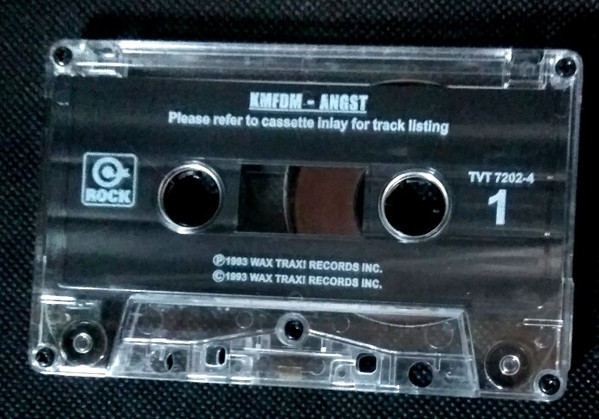 KMFDM - ANGST
Please refer to cassette inlay for track listing
ROCK
TVT 7202-4
1
Ⓟ1993 WAX TRAX! RECORDS INC.
©1993 WAX TRAX! RECORDS INC.